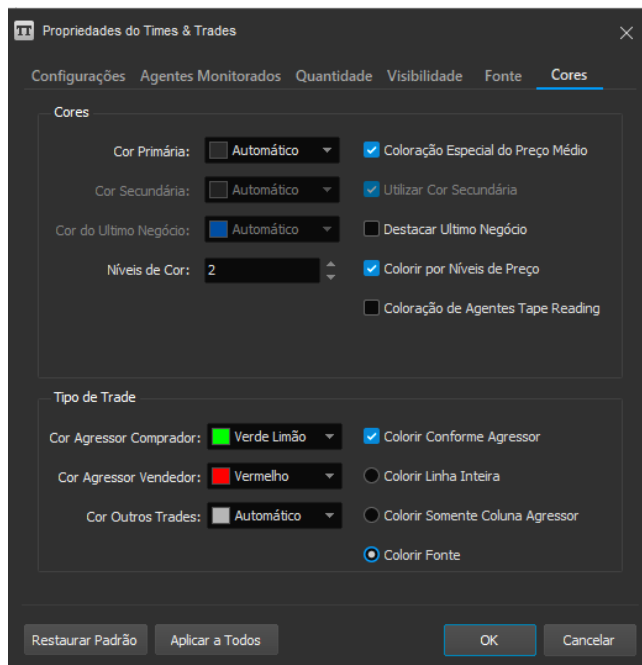 TT Propriedades do Times & Trades
Configurações Agentes Monitorados Quantidade Visibilidade Fonte Cores
Cores
Cor Primária: Automático Coloração Especial do Preço Médio
Cor Secundária: Automático Utilizar Cor Secundária
Cor do Ultimo Negócio: Automático Destacar Ultimo Negócio
Níveis de Cor: 2 Colorir por Níveis de Preço
Coloração de Agentes Tape Reading
Tipo de Trade
Cor Agressor Comprador: Verde Limão Colorir Conforme Agressor
Cor Agressor Vendedor: Vermelho Colorir Linha Inteira
Cor Outros Trades: Automático Colorir Somente Coluna Agressor
Colorir Fonte
Restaurar Padrão Aplicar a Todos OK Cancelar